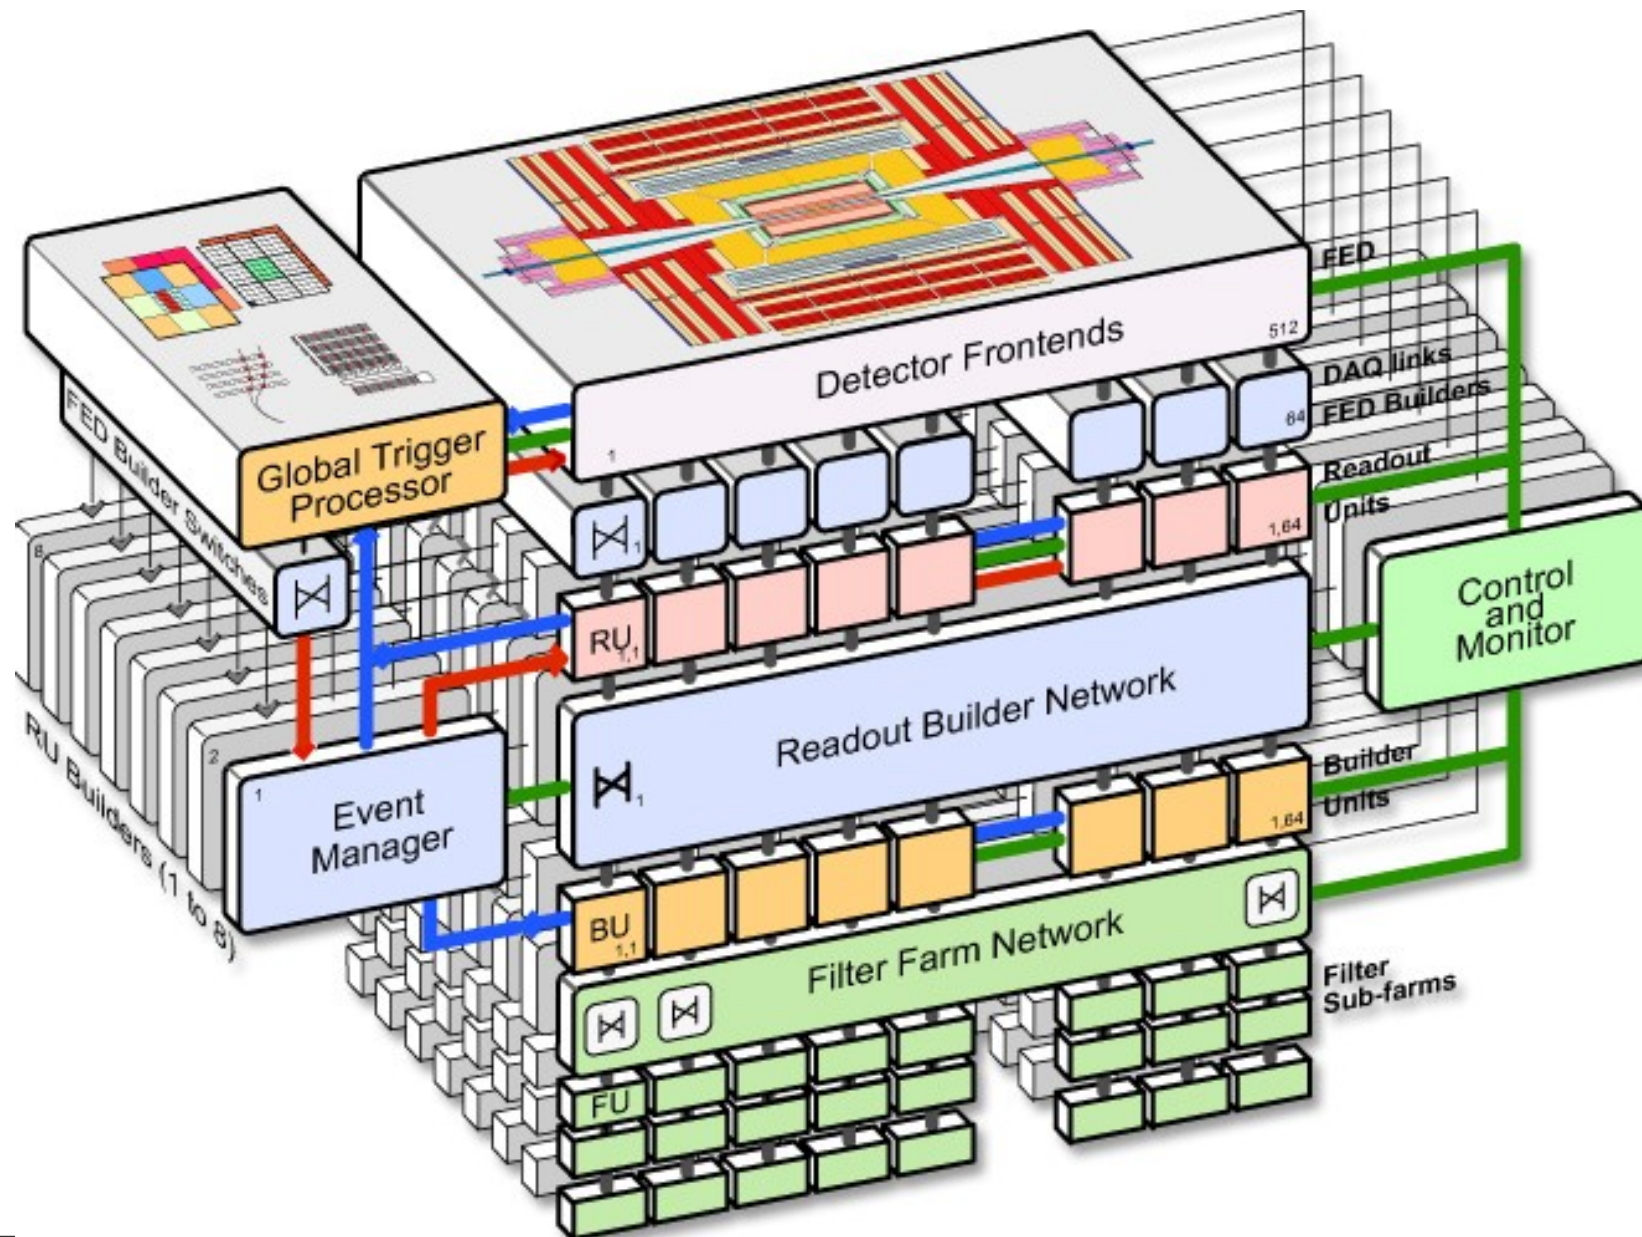 FED
512
Detector Frontends
1
DAQ links
FED Builders
64
FED Builder Switches
Global Trigger
Processor
1
Readout
Units
1,64
8
RU
1,1
Control
and
Monitor
Readout Builder Network
1
RU Builders (1 to 8)
2
1
Event
Manager
Builder
Units
1,64
BU
1,1
Filter Farm Network
Filter
Sub-farms
FU